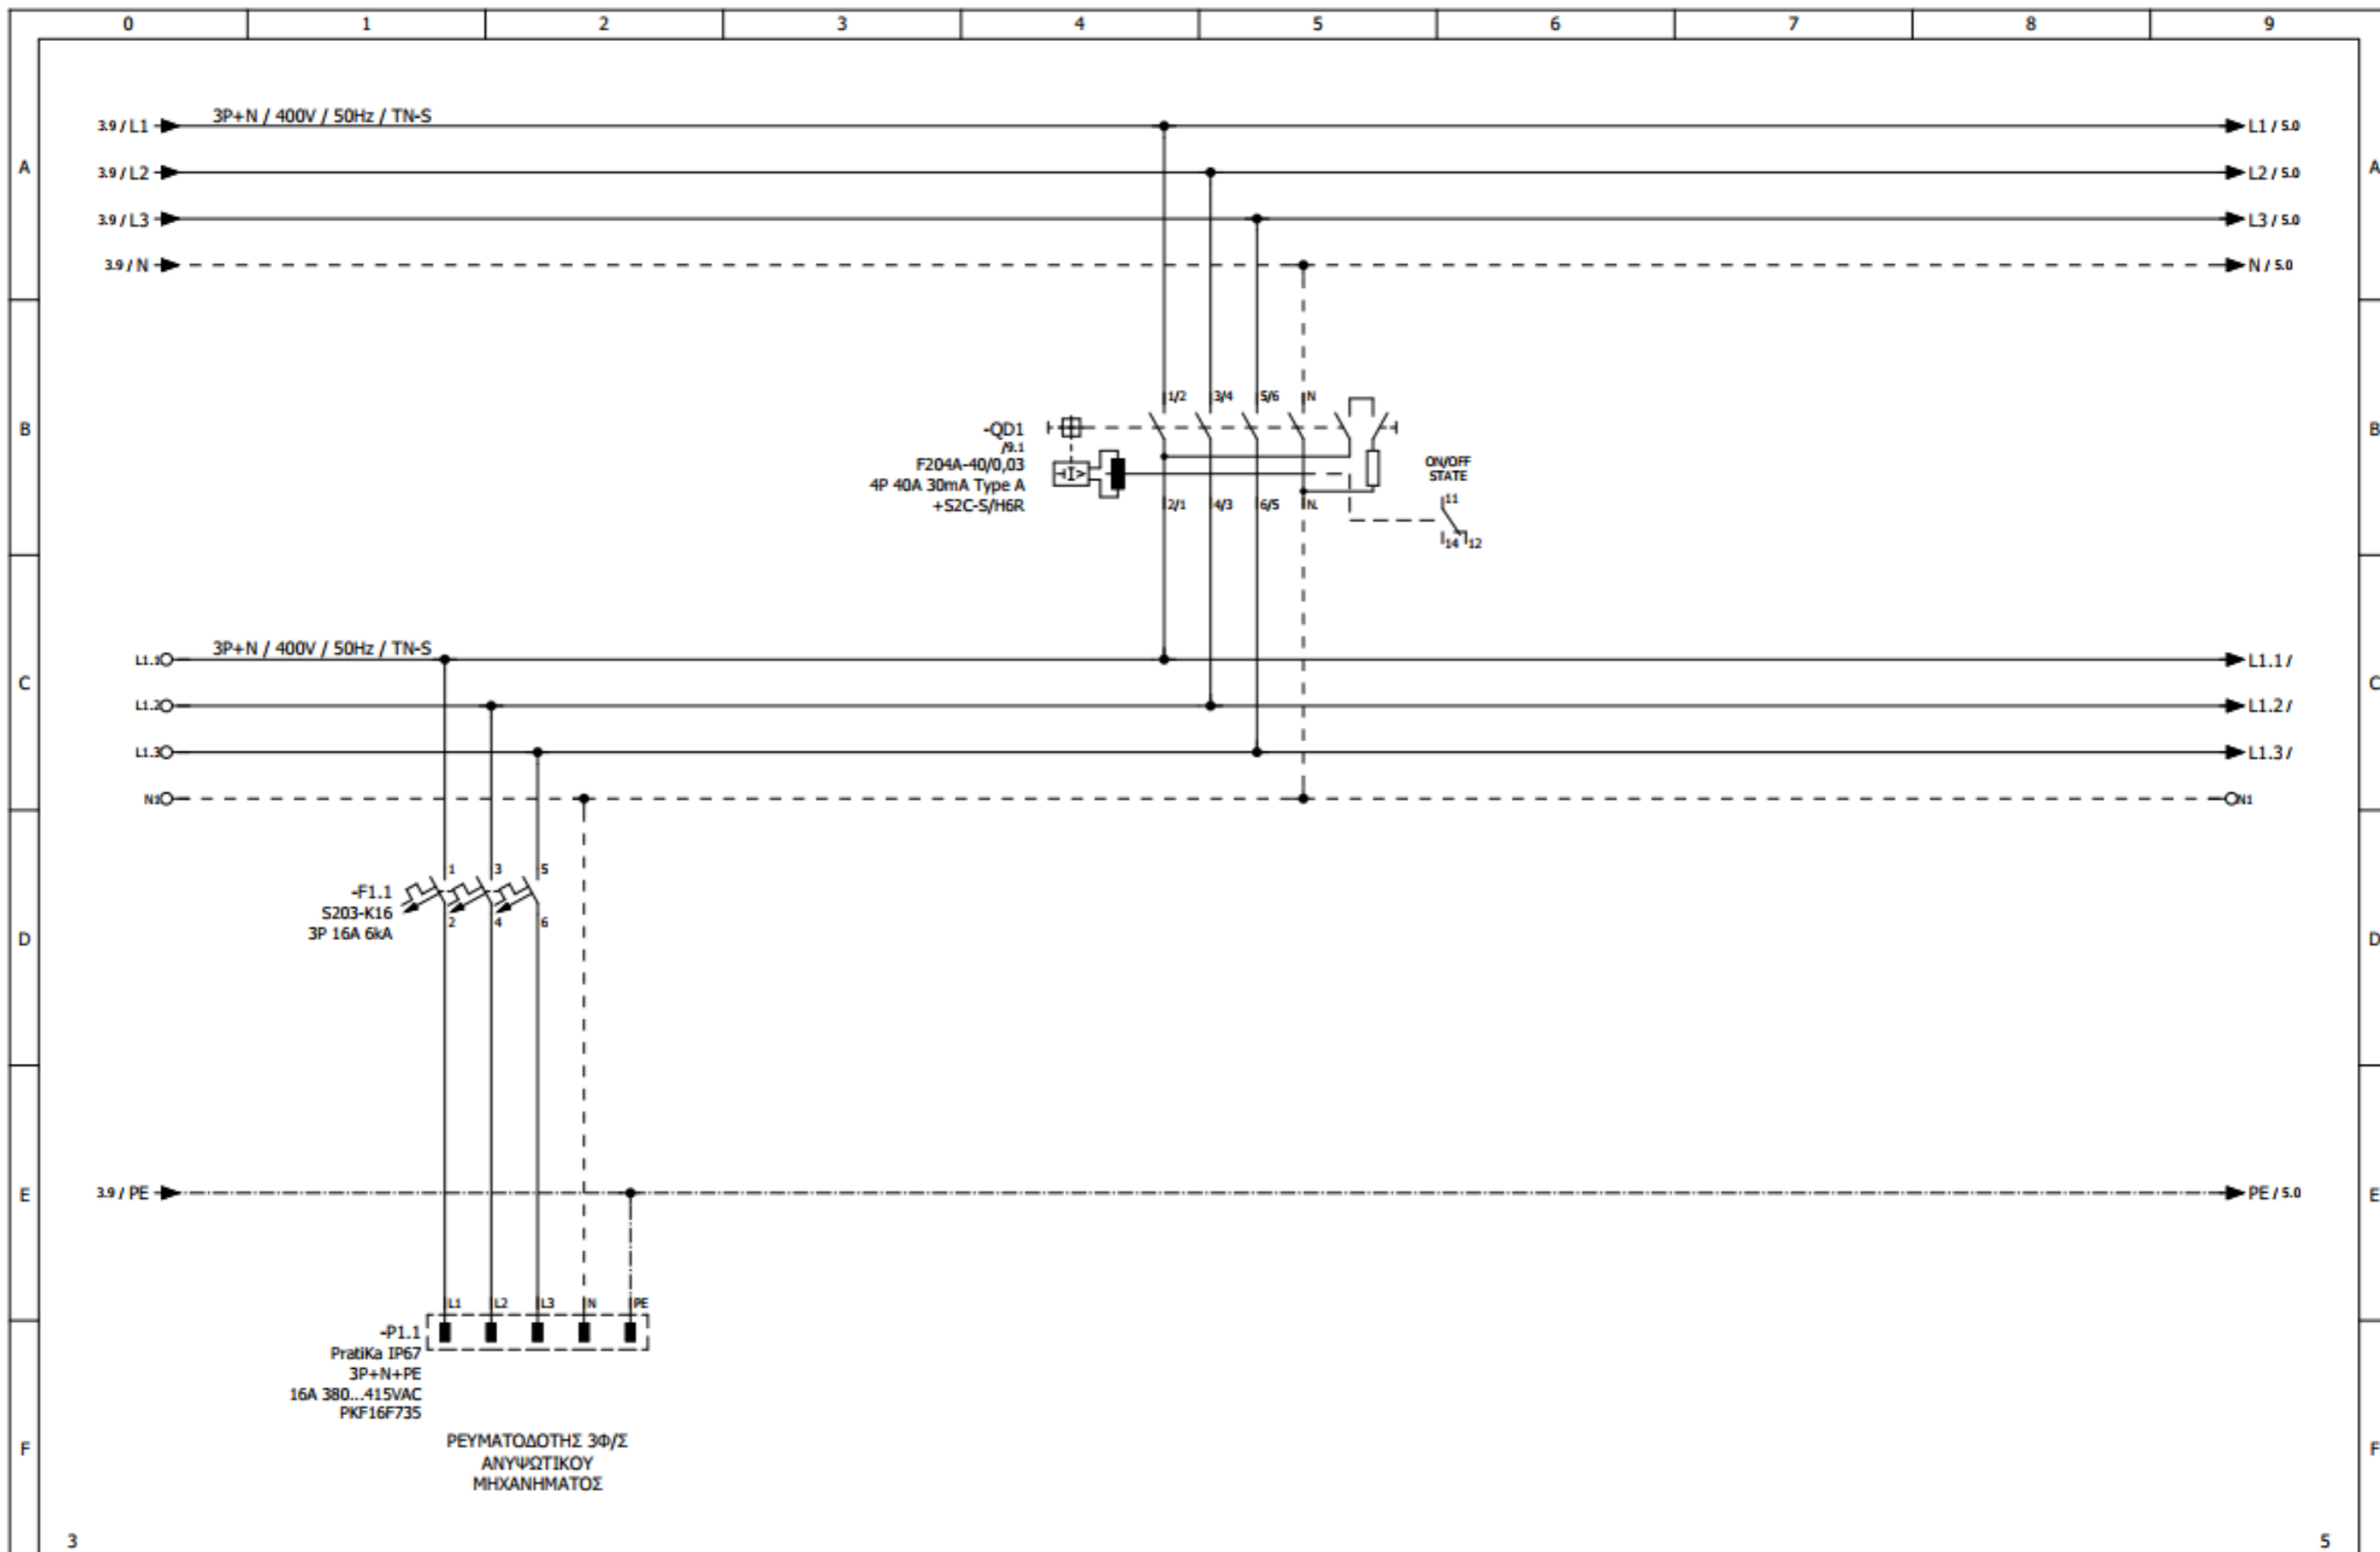 0 1 2 3 4 5 6 7 8 9
3P+N / 400V / 50Hz / TN-S
3.9 / L1 L1 / 5.0
A 3.9 / L2 L2 / 5.0 A
3.9 / L3 L3 / 5.0
3.9 / N N / 5.0
1/2 3/4 5/6 N
B B
-QD1
/9.1
F204A-40/0,03
4P 40A 30mA Type A
+S2C-S/H6R
I>
2/1 4/3 6/5 N.
ON/OFF
STATE
11
14 12
3P+N / 400V / 50Hz / TN-S
L1.1 L1.1 /
C C
L1.2 L1.2 /
L1.3 L1.3 /
N1 N1
1 3 5
-F1.1
S203-K16
3P 16A 6kA
2 4 6
D D
3.9 / PE PE / 5.0
E E
L1 L2 L3 N PE
-P1.1
PratiKa IP67
3P+N+PE
16A 380...415VAC
PKF16F735
ΡΕΥΜΑΤΟΔΟΤΗΣ 3Φ/Σ
ΑΝΥΨΩΤΙΚΟΥ
ΜΗΧΑΝΗΜΑΤΟΣ
F F
3 5